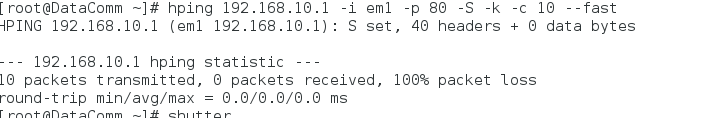 [root@DataComm ~]# hping 192.168.10.1 -i em1 -p 80 -S -k -c 10 --fast
HPING 192.168.10.1 (em1 192.168.10.1): S set, 40 headers + 0 data bytes
--- 192.168.10.1 hping statistic ---
10 packets transmitted, 0 packets received, 100% packet loss
round-trip min/avg/max = 0.0/0.0/0.0 ms
[root@DataComm ~]# shutter